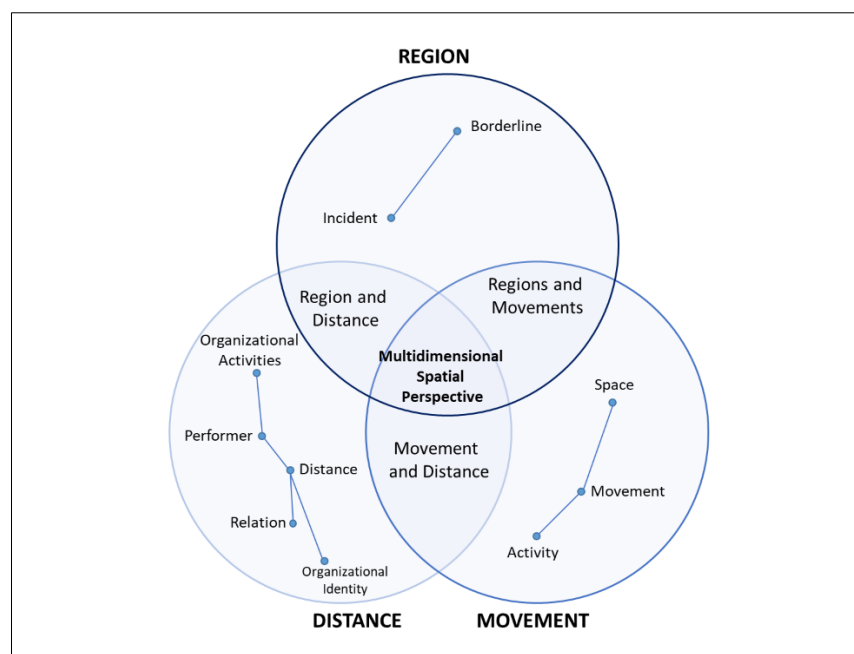 REGION
Borderline
Incident
Region and
Distance
Regions and
Movements
Organizational
Activities
Multidimensional
Spatial
Perspective
Space
Performer
Movement
and Distance
Distance
Movement
Relation
Activity
Organizational
Identity
DISTANCE
MOVEMENT